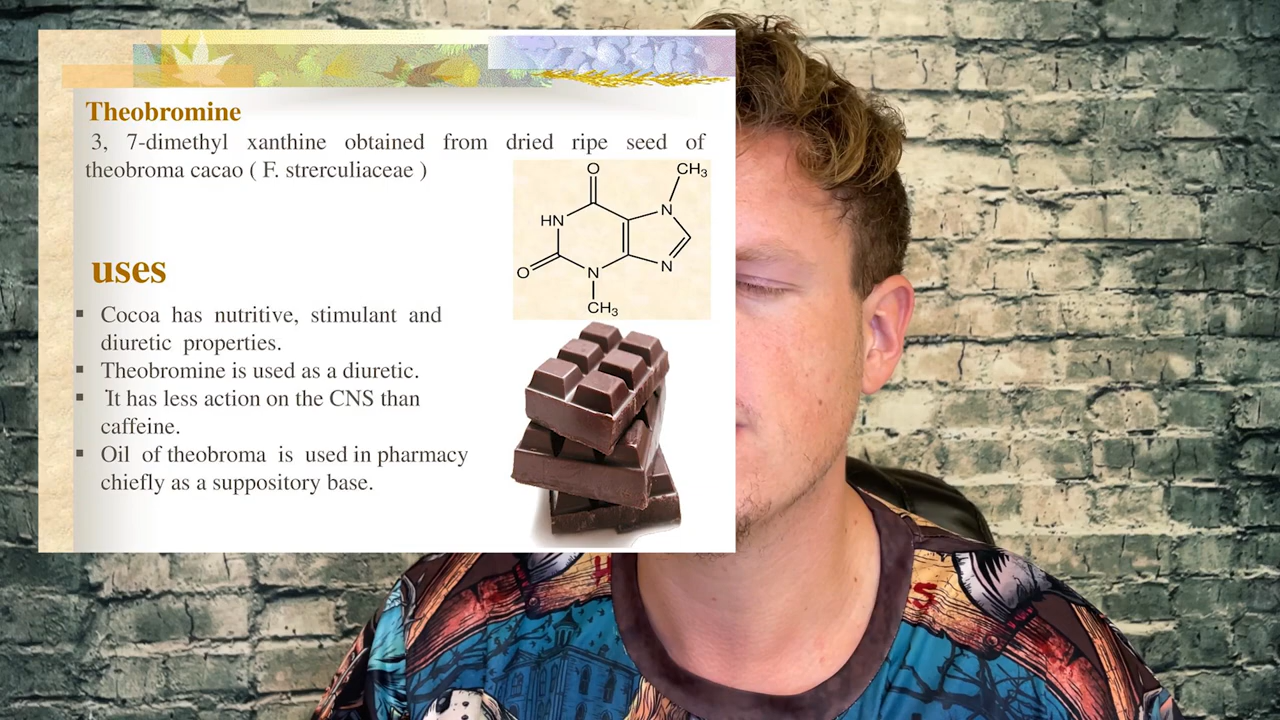 Theobromine
3, 7-dimethyl xanthine obtained from dried ripe seed of
theobroma cacao ( F. strerculiaceae )
O
CH3
N
HN
O
N
N
CH3
uses
Cocoa has nutritive, stimulant and
diuretic properties.
Theobromine is used as a diuretic.
It has less action on the CNS than
caffeine.
Oil of theobroma is used in pharmacy
chiefly as a suppository base.
S